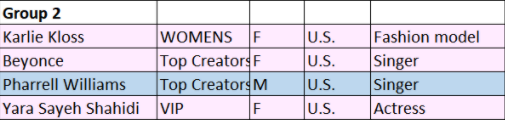 Group 2
Karlie Kloss WOMENS F U.S. Fashion model
Beyonce Top Creators F U.S. Singer
Pharrell Williams Top Creators M U.S. Singer
Yara Sayeh Shahidi VIP F U.S. Actress